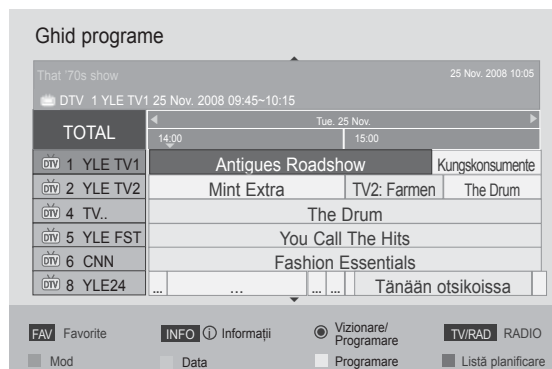 Ghid programe
That '70s show 25 Nov. 2008 10:05
DTV 1 YLE TV1 25 Nov. 2008 09:45~10:15
TOTAL
Tue. 25 Nov.
14:00 15:00
DTV 1 YLE TV1 Antigues Roadshow Kungskonsumente
DTV 2 YLE TV2 Mint Extra TV2: Farmen The Drum
DTV 4 TV.. The Drum
DTV 5 YLE FST You Call The Hits
DTV 6 CNN Fashion Essentials
DTV 8 YLE24 ... ... ... ... Tänään otsikoissa
FAV Favorite INFO i Informaţii Vizionare/
Programare TV/RAD RADIO
Mod Data Programare Listă planificare